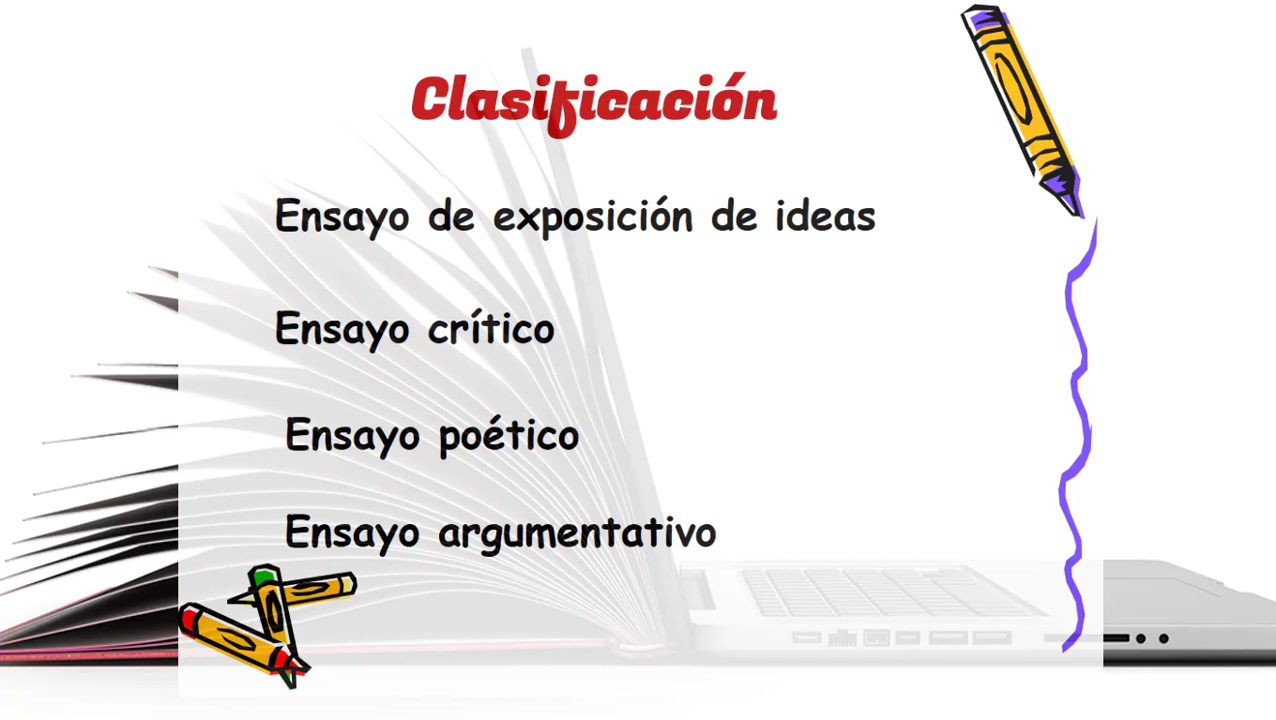 Clasificación
Ensayo de exposición de ideas
Ensayo crítico
Ensayo poético
Ensayo argumentativo